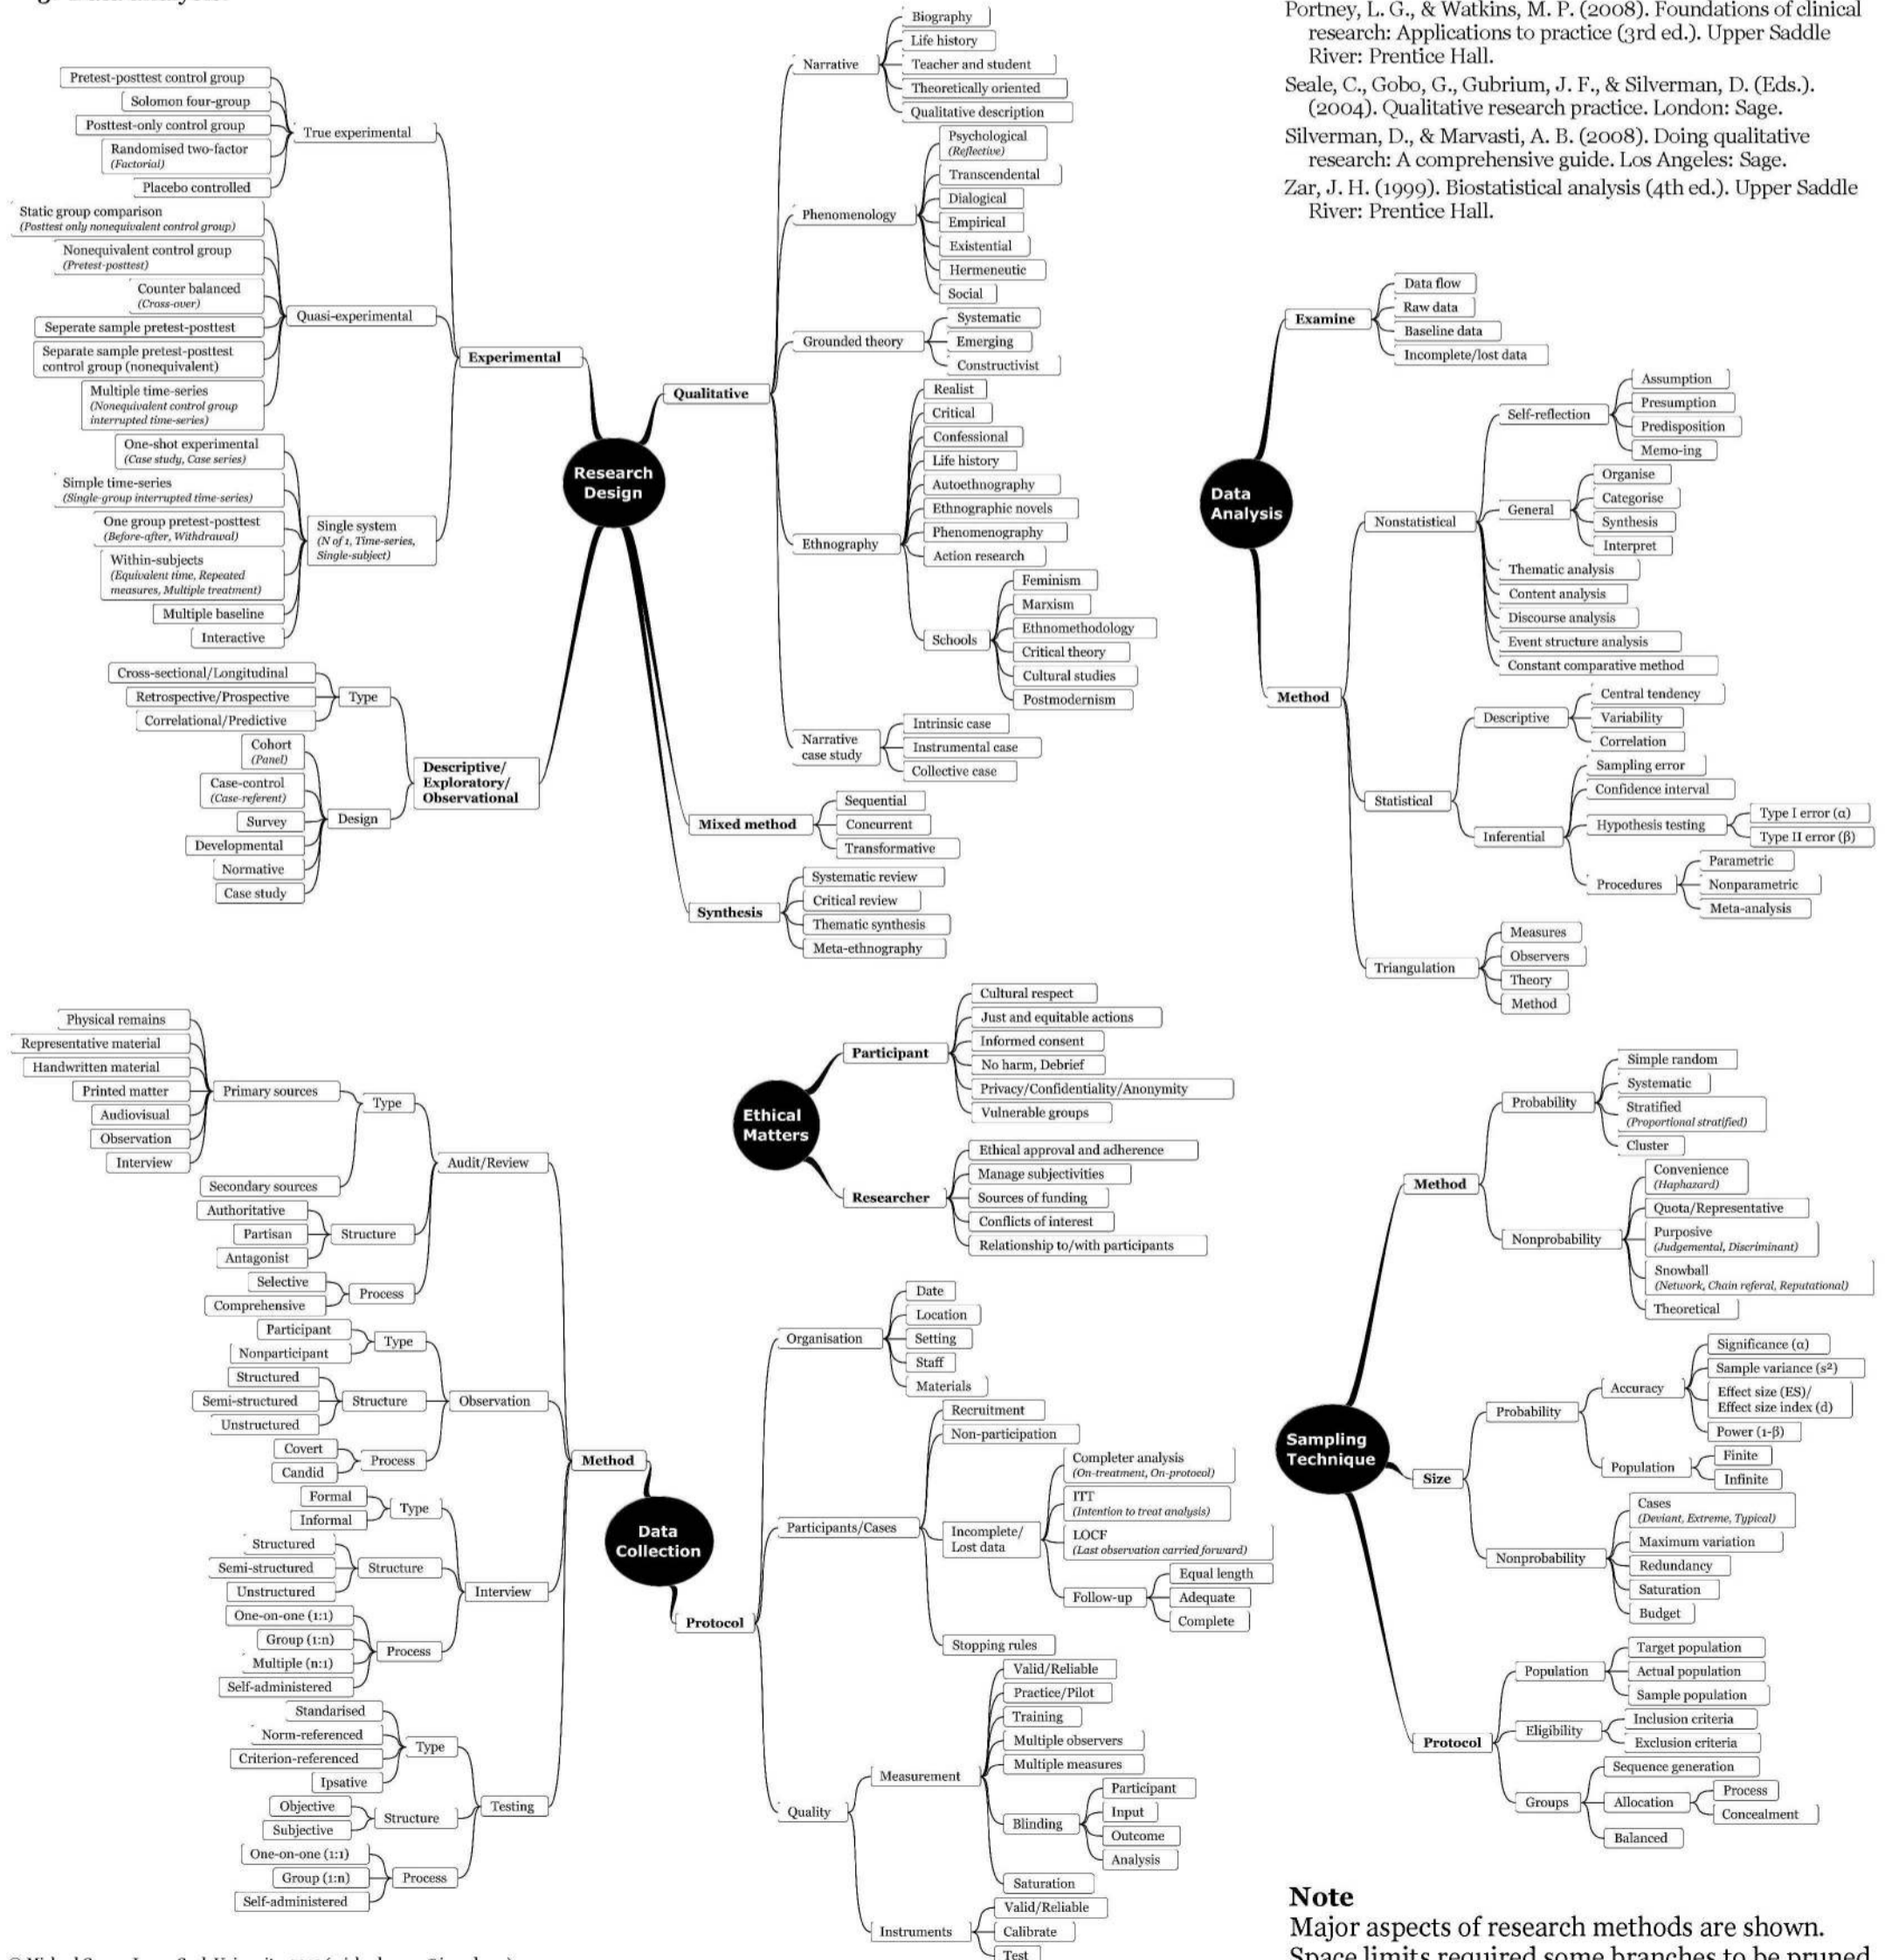 Portney, L. G., & Watkins, M. P. (2008). Foundations of clinical
research: Applications to practice (3rd ed.). Upper Saddle
River: Prentice Hall.
Seale, C., Gobo, G., Gubrium, J. F., & Silverman, D. (Eds.).
(2004). Qualitative research practice. London: Sage.
Silverman, D., & Marvasti, A. B. (2008). Doing qualitative
research: A comprehensive guide. Los Angeles: Sage.
Zar, J. H. (1999). Biostatistical analysis (4th ed.). Upper Saddle
River: Prentice Hall.
Research
Design
Experimental
True experimental
Pretest-posttest control group
Solomon four-group
Posttest-only control group
Randomised two-factor
(Factorial)
Placebo controlled
Quasi-experimental
Static group comparison
(Posttest only nonequivalent control group)
Nonequivalent control group
(Pretest-posttest)
Counter balanced
(Cross-over)
Seperate sample pretest-posttest
Separate sample pretest-posttest
control group (nonequivalent)
Multiple time-series
(Nonequivalent control group
interrupted time-series)
Single system
(N of 1, Time-series,
Single-subject)
One-shot experimental
(Case study, Case series)
Simple time-series
(Single-group interrupted time-series)
One group pretest-posttest
(Before-after, Withdrawal)
Within-subjects
(Equivalent time, Repeated
measures, Multiple treatment)
Multiple baseline
Interactive
Descriptive/
Exploratory/
Observational
Type
Cross-sectional/Longitudinal
Retrospective/Prospective
Correlational/Predictive
Design
Cohort
(Panel)
Case-control
(Case-referent)
Survey
Developmental
Normative
Case study
Qualitative
Narrative
Biography
Life history
Teacher and student
Theoretically oriented
Qualitative description
Phenomenology
Psychological
(Reflective)
Transcendental
Dialogical
Empirical
Existential
Hermeneutic
Social
Grounded theory
Systematic
Emerging
Constructivist
Ethnography
Realist
Critical
Confessional
Life history
Autoethnography
Ethnographic novels
Phenomenography
Action research
Schools
Feminism
Marxism
Ethnomethodology
Critical theory
Cultural studies
Postmodernism
Narrative
case study
Intrinsic case
Instrumental case
Collective case
Mixed method
Sequential
Concurrent
Transformative
Synthesis
Systematic review
Critical review
Thematic synthesis
Meta-ethnography
Data
Analysis
Examine
Data flow
Raw data
Baseline data
Incomplete/lost data
Method
Nonstatistical
Self-reflection
Assumption
Presumption
Predisposition
Memo-ing
General
Organise
Categorise
Synthesis
Interpret
Thematic analysis
Content analysis
Discourse analysis
Event structure analysis
Constant comparative method
Statistical
Descriptive
Central tendency
Variability
Correlation
Inferential
Sampling error
Confidence interval
Hypothesis testing
Type I error (α)
Type II error (β)
Procedures
Parametric
Nonparametric
Meta-analysis
Triangulation
Measures
Observers
Theory
Method
Ethical
Matters
Participant
Cultural respect
Just and equitable actions
Informed consent
No harm, Debrief
Privacy/Confidentiality/Anonymity
Vulnerable groups
Researcher
Ethical approval and adherence
Manage subjectivities
Sources of funding
Conflicts of interest
Relationship to/with participants
Data
Collection
Method
Audit/Review
Type
Primary sources
Physical remains
Representative material
Handwritten material
Printed matter
Audiovisual
Observation
Interview
Secondary sources
Structure
Authoritative
Partisan
Antagonist
Process
Selective
Comprehensive
Observation
Type
Participant
Nonparticipant
Structure
Structured
Semi-structured
Unstructured
Process
Covert
Candid
Interview
Type
Formal
Informal
Structure
Structured
Semi-structured
Unstructured
Process
One-on-one (1:1)
Group (1:n)
Multiple (n:1)
Self-administered
Testing
Type
Standarised
Norm-referenced
Criterion-referenced
Ipsative
Structure
Objective
Subjective
Process
One-on-one (1:1)
Group (1:n)
Self-administered
Protocol
Organisation
Date
Location
Setting
Staff
Materials
Participants/Cases
Recruitment
Non-participation
Incomplete/
Lost data
Completer analysis
(On-treatment, On-protocol)
ITT
(Intention to treat analysis)
LOCF
(Last observation carried forward)
Follow-up
Equal length
Adequate
Complete
Stopping rules
Quality
Measurement
Valid/Reliable
Practice/Pilot
Training
Multiple observers
Multiple measures
Blinding
Participant
Input
Outcome
Analysis
Saturation
Instruments
Valid/Reliable
Calibrate
Test
Sampling
Technique
Method
Probability
Simple random
Systematic
Stratified
(Proportional stratified)
Cluster
Nonprobability
Convenience
(Haphazard)
Quota/Representative
Purposive
(Judgemental, Discriminant)
Snowball
(Network, Chain referal, Reputational)
Theoretical
Size
Probability
Accuracy
Significance (α)
Sample variance (s²)
Effect size (ES)/
Effect size index (d)
Power (1-β)
Population
Finite
Infinite
Nonprobability
Cases
(Deviant, Extreme, Typical)
Maximum variation
Redundancy
Saturation
Budget
Protocol
Population
Target population
Actual population
Sample population
Eligibility
Inclusion criteria
Exclusion criteria
Groups
Sequence generation
Allocation
Process
Concealment
Balanced
Note
Major aspects of research methods are shown.
Space limits required some branches to be pruned